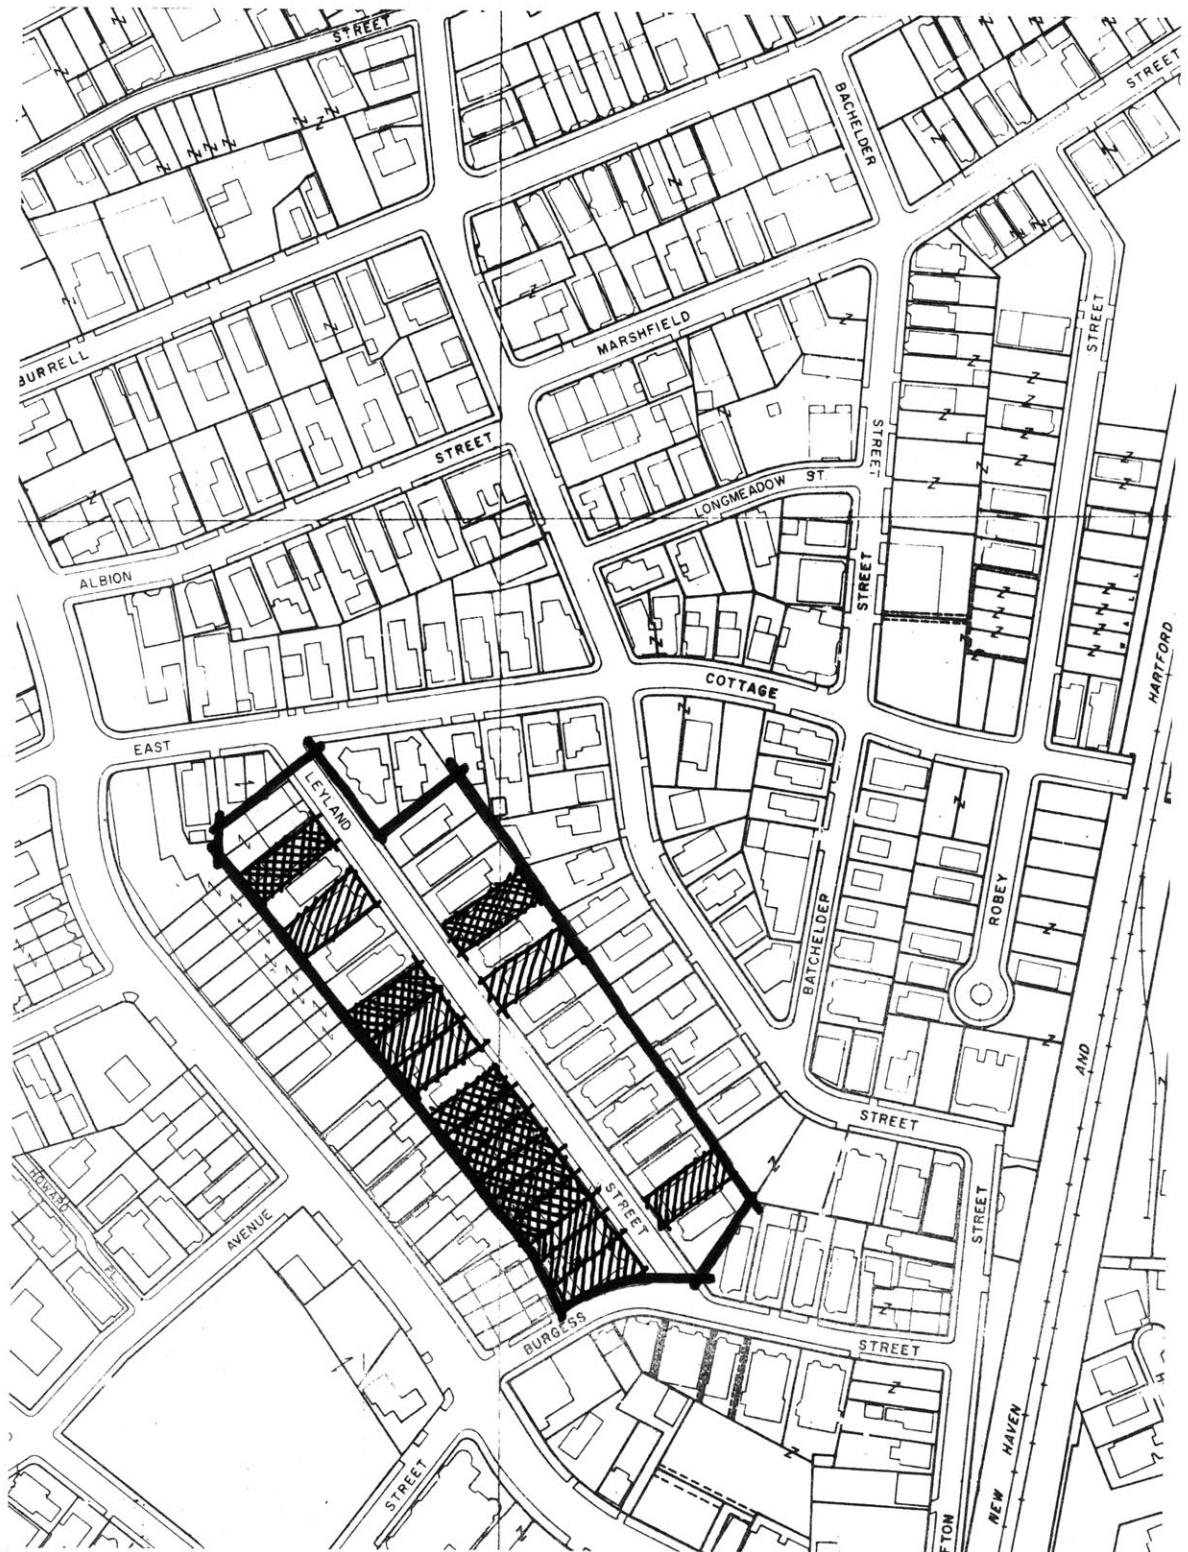 STREET
BACHELDER
STREET
BURRELL
MARSHFIELD
STREET
STREET
STREET
LONGMEADOW ST.
ALBION
STREET
HARTFORD
COTTAGE
EAST
LEYLAND
ROBEY
BATCHELDER
AND
STREET
HOWARD
PL.
AVENUE
STREET
STREET
BURGESS
STREET
STREET
NEW HAVEN